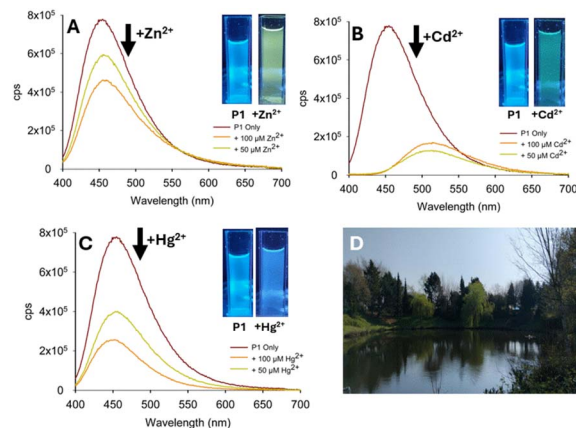 A
+Zn²⁺
8x10⁵
6x10⁵
4x10⁵
2x10⁵
0
cps
400 450 500 550 600 650 700
Wavelength (nm)
P1 +Zn²⁺
P1 Only
+ 100 µM Zn²⁺
+ 50 µM Zn²⁺
B
+Cd²⁺
8x10⁵
6x10⁵
4x10⁵
2x10⁵
0
cps
400 450 500 550 600 650 700
Wavelength (nm)
P1 +Cd²⁺
P1 Only
+ 100 µM Cd²⁺
+ 50 µM Cd²⁺
C
+Hg²⁺
8x10⁵
6x10⁵
4x10⁵
2x10⁵
0
cps
400 450 500 550 600 650 700
Wavelength (nm)
P1 +Hg²⁺
P1 Only
+ 100 µM Hg²⁺
+ 50 µM Hg²⁺
D